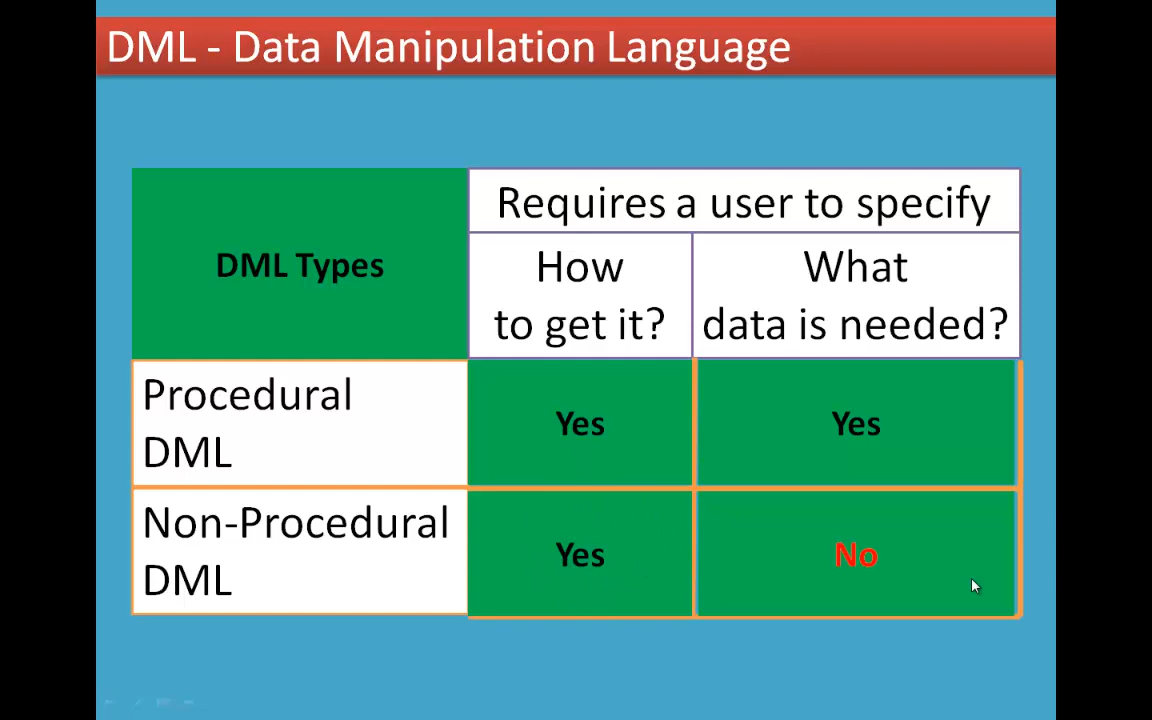 DML - Data Manipulation Language
DML Types
Requires a user to specify
How
to get it?
What
data is needed?
Procedural
DML
Yes
Yes
Non-Procedural
DML
Yes
No